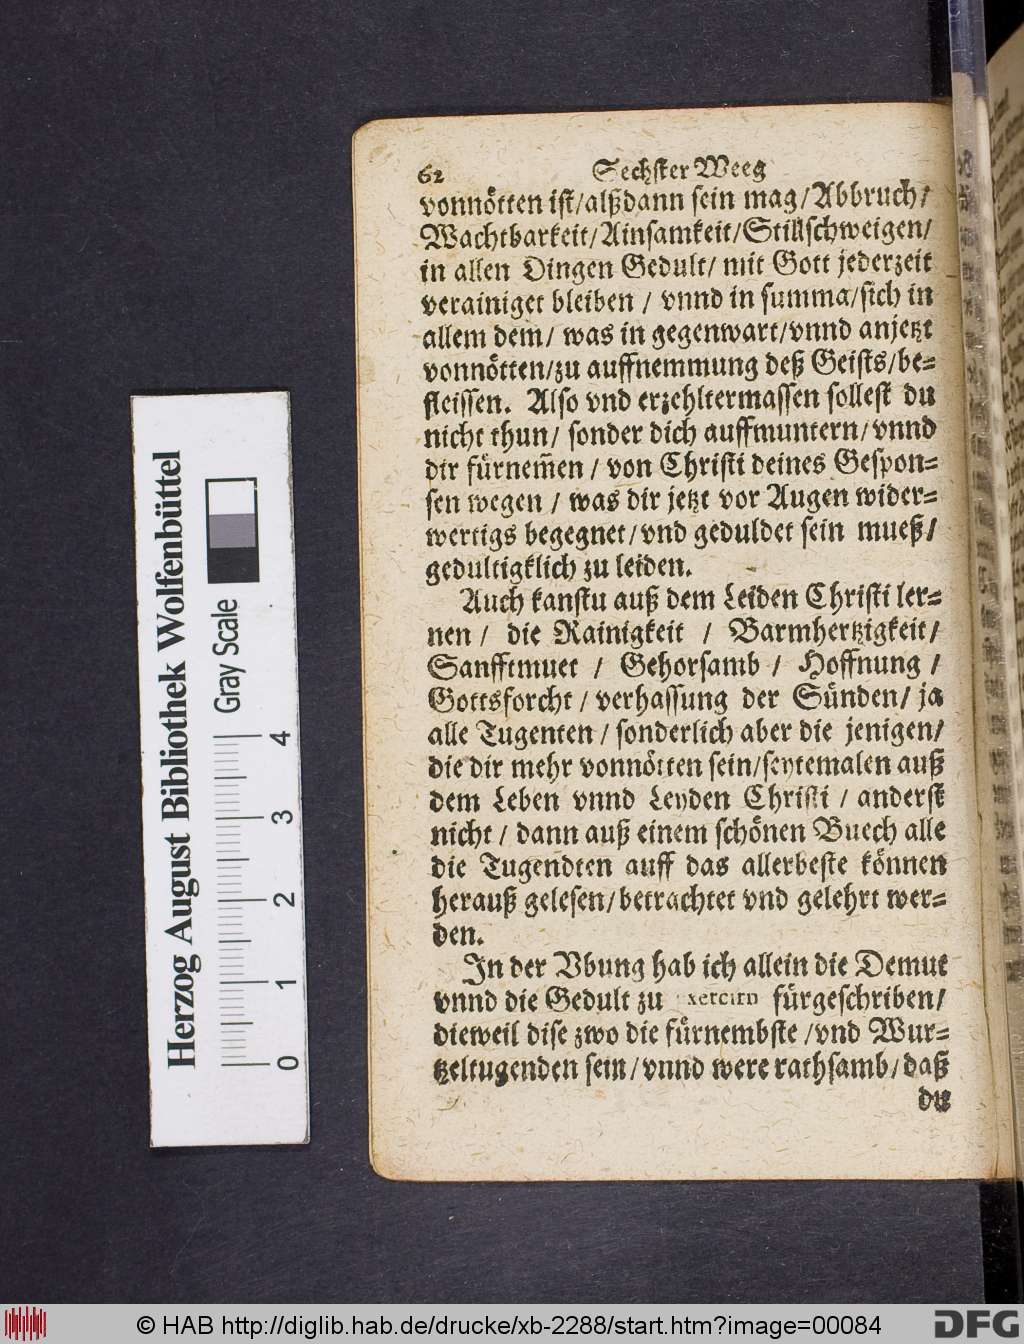 62 Sechster Weeg
vonnötten ist/alßdann sein mag/Abbruch/
Wachtbarkeit/Ainsamkeit/Stillschweigen/
in allen Dingen Gedult/ mit Gott jederzeit
verainiget bleiben / vnnd in summa/sich in
allem dem/ was in gegenwart/vnnd anjetzt
vonnötten/zu auffnemmung deß Geists/be-
fleissen. Also vnd erzehltermassen sollest du
nicht thun/ sonder dich auffmuntern/vnnd
dir fürnem̃en / von Christi deines Gespon-
sen wegen / was dir jetzt vor Augen wider-
wertigs begegnet/vnd geduldet sein mueß/
gedultigklich zu leiden.
Auch kanstu auß dem Leiden Christi ler-
nen / die Rainigkeit / Barmhertzigkeit/
Sanfftmuet / Gehorsamb / Hoffnung /
Gottsforcht / verhassung der Sünden/ ja
alle Tugenten / sonderlich aber die jenigen/
die dir mehr vonnötten sein/seytemalen auß
dem Leben vnnd Leyden Christi / anderst
nicht / dann auß einem schönen Buech alle
die Tugendten auff das allerbeste können
herauß gelesen/betrachtet vnd gelehrt wer-
den.
In der Vbung hab ich allein die Demut
vnnd die Gedult zu fürgeschriben/
dieweil dise zwo die fürnembste /vnd Wur-
tzeltugenden sein/vnnd were rathsamb/daß
du
Herzog August Bibliothek Wolfenbüttel
Gray Scale
0 1 2 3 4
© HAB http://diglib.hab.de/drucke/xb-2288/start.htm?image=00084
DFG